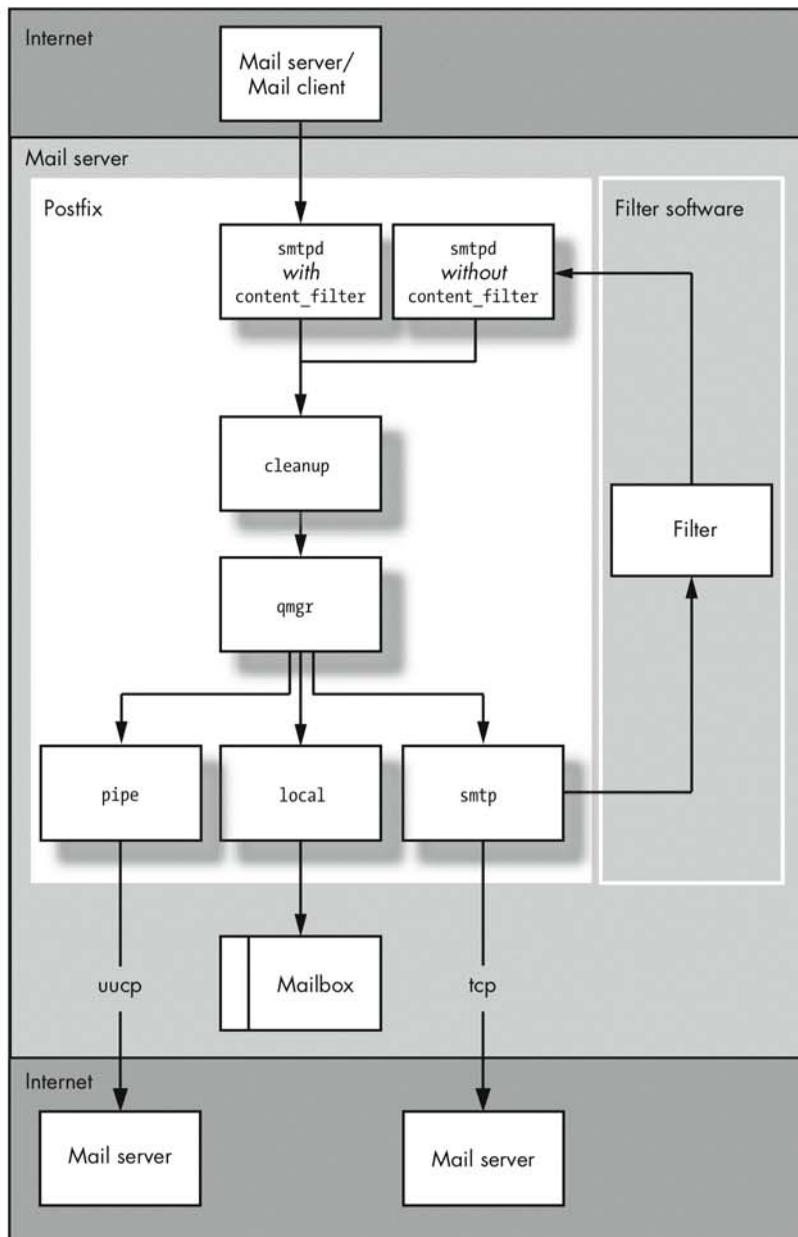 Internet
Mail server/
Mail client
Mail server
Postfix
Filter software
smtpd
with
content_filter
smtpd
without
content_filter
cleanup
Filter
qmgr
pipe
local
smtp
uucp
Mailbox
tcp
Internet
Mail server
Mail server